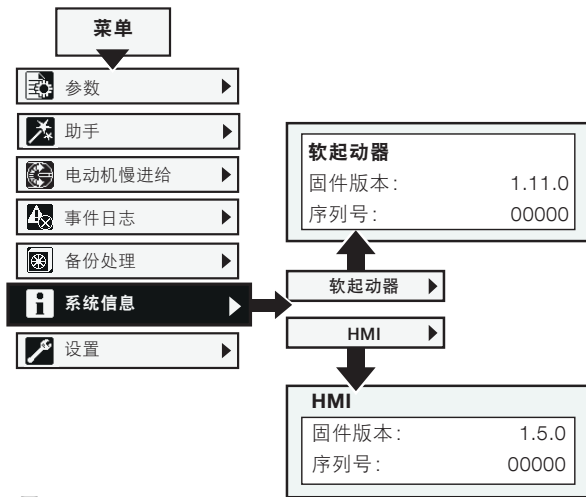 菜单
参数
助手
电动机慢进给
事件日志
备份处理
系统信息
设置
软起动器
固件版本: 1.11.0
序列号: 00000
软起动器
HMI
HMI
固件版本: 1.5.0
序列号: 00000